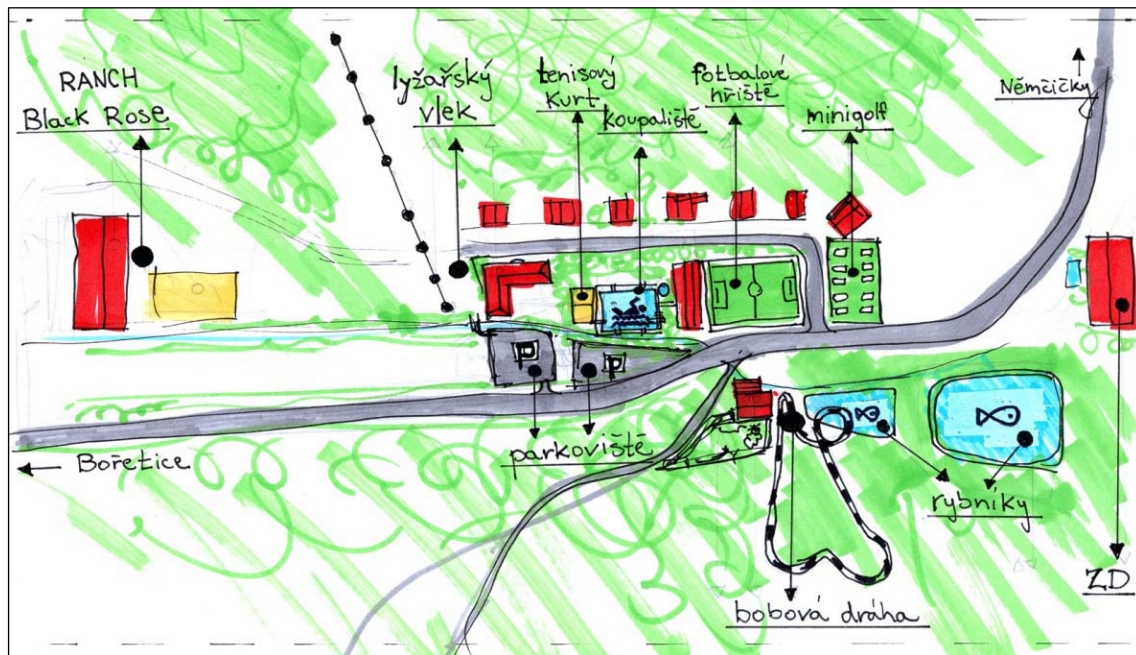 RANCH
Black Rose
lyžařský
vlek
tenisový
kurt
koupaliště
fotbalové
hřiště
minigolf
Němčičky
P
P
← Bořetice
parkoviště
rybníky
ZD
bobová dráha